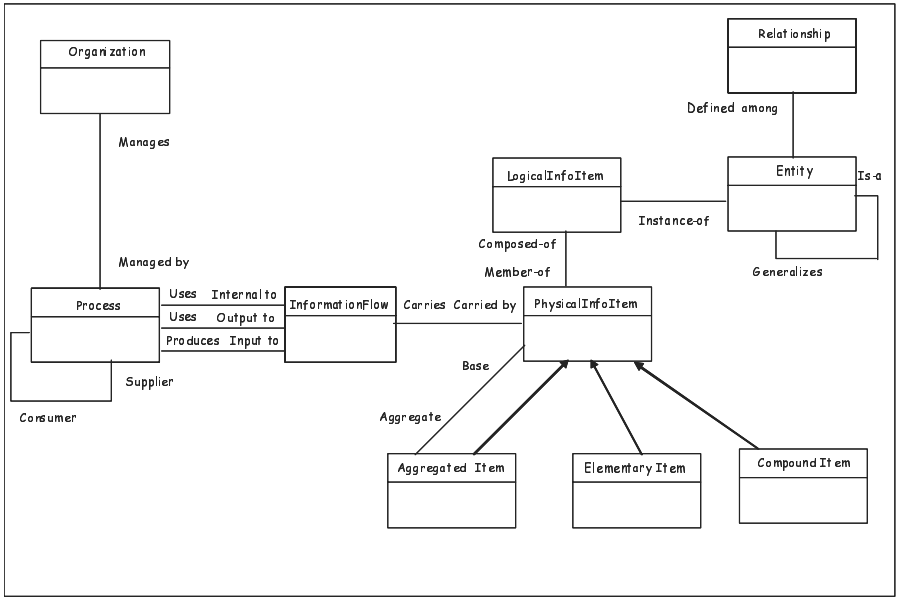 Relationship
Organization
Defined among
Manages
Entity
LogicalInfoItem
Is-a
Instance-of
Composed-of
Managed by
Member-of
Generalizes
Uses Internal to
Process
InformationFlow
Carries Carried by
PhysicalInfoItem
Uses Output to
Produces Input to
Base
Supplier
Consumer
Aggregate
Aggregated Item
Elementary Item
Compound Item